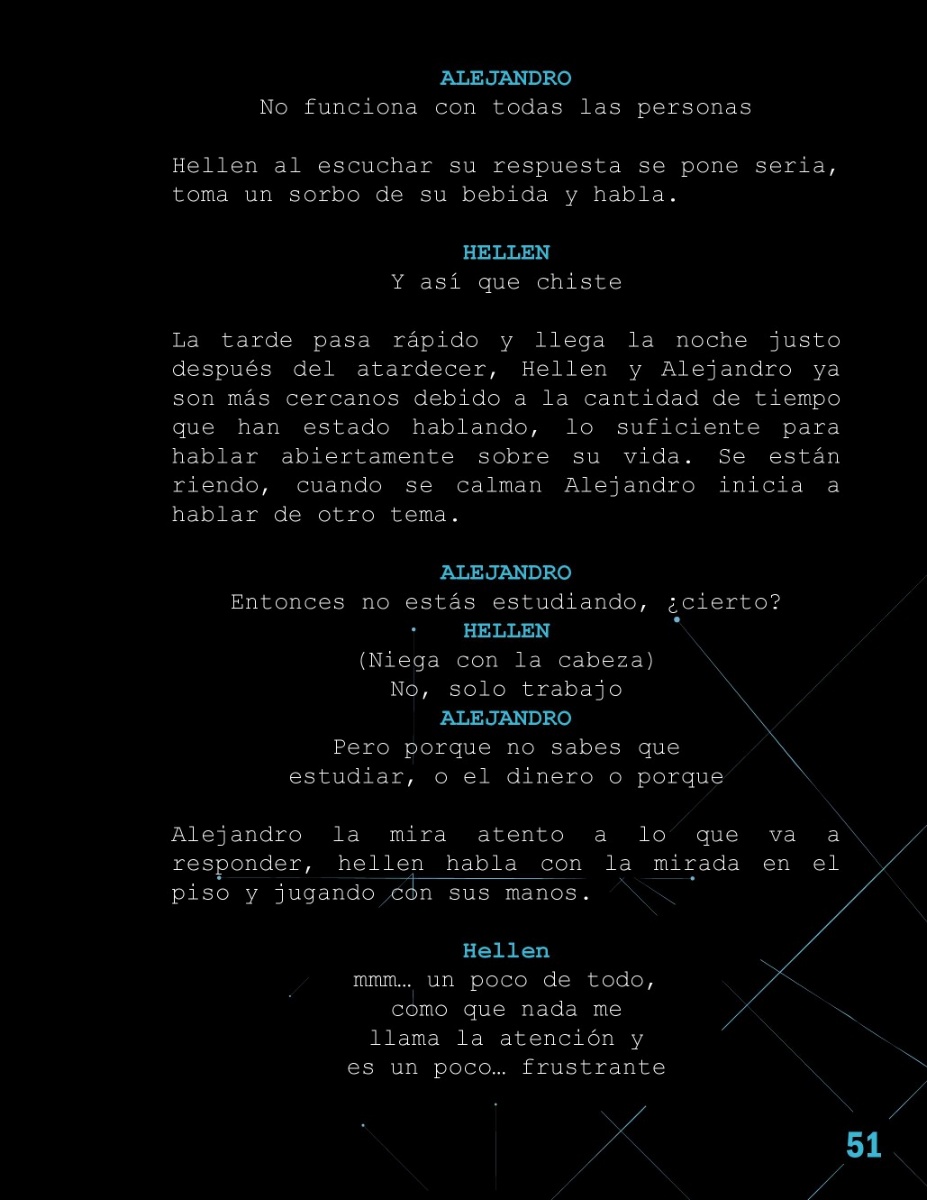 ALEJANDRO
No funciona con todas las personas
Hellen al escuchar su respuesta se pone seria,
toma un sorbo de su bebida y habla.
HELLEN
Y así que chiste
La tarde pasa rápido y llega la noche justo
después del atardecer, Hellen y Alejandro ya
son más cercanos debido a la cantidad de tiempo
que han estado hablando, lo suficiente para
hablar abiertamente sobre su vida. Se están
riendo, cuando se calman Alejandro inicia a
hablar de otro tema.
ALEJANDRO
Entonces no estás estudiando, ¿cierto?
HELLEN
(Niega con la cabeza)
No, solo trabajo
ALEJANDRO
Pero porque no sabes que
estudiar, o el dinero o porque
Alejandro la mira atento a lo que va a
responder, hellen habla con la mirada en el
piso y jugando con sus manos.
Hellen
mmm… un poco de todo,
como que nada me
llama la atención y
es un poco… frustrante
51